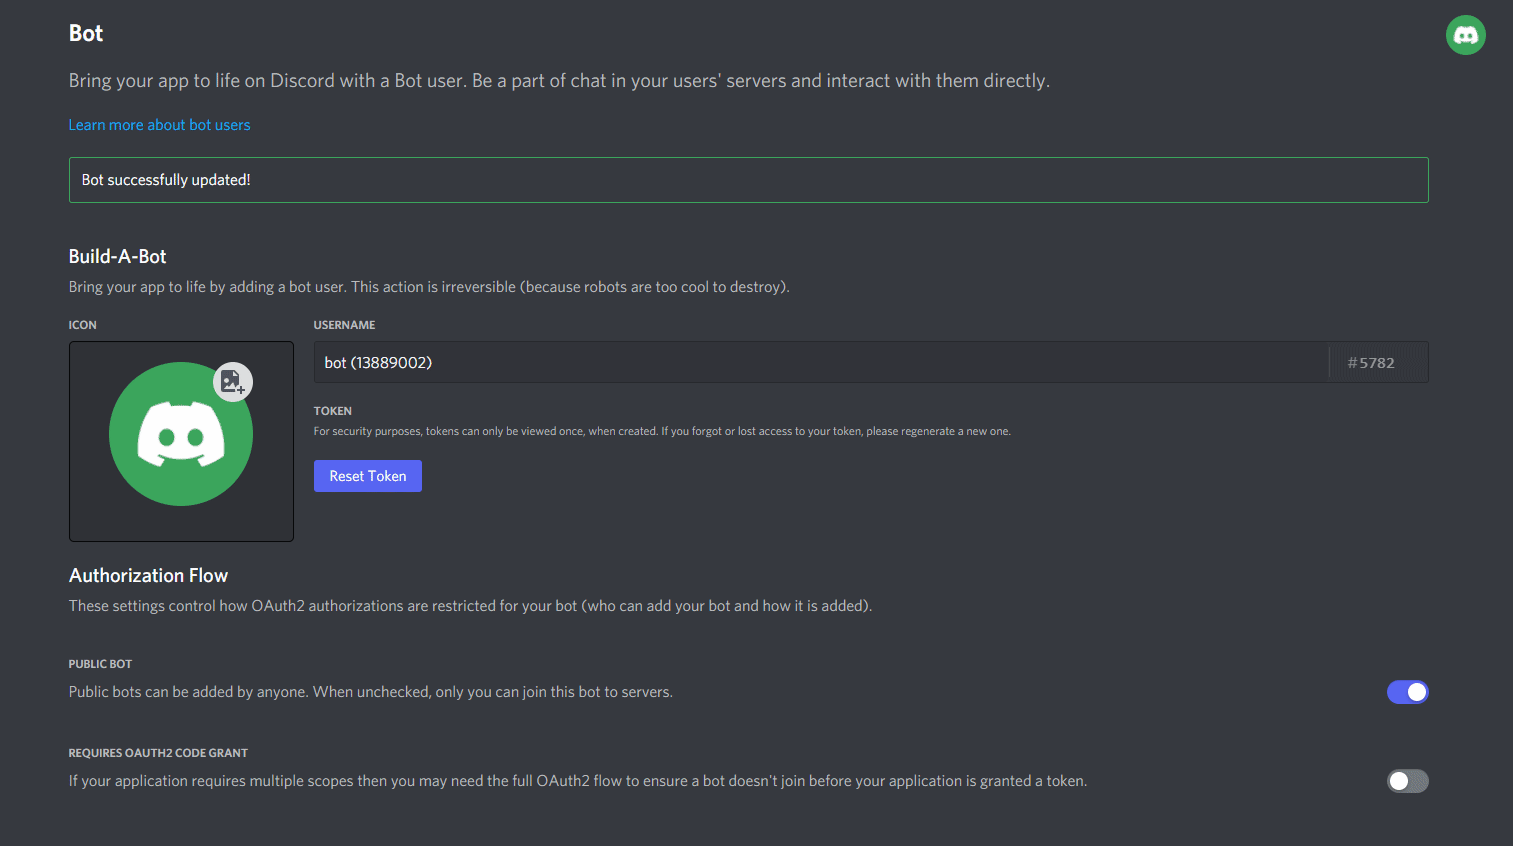 Bot
Bring your app to life on Discord with a Bot user. Be a part of chat in your users' servers and interact with them directly.
Learn more about bot users
Bot successfully updated!
Build-A-Bot
Bring your app to life by adding a bot user. This action is irreversible (because robots are too cool to destroy).
ICON
USERNAME
bot (13889002)
#5782
TOKEN
For security purposes, tokens can only be viewed once, when created. If you forgot or lost access to your token, please regenerate a new one.
Reset Token
Authorization Flow
These settings control how OAuth2 authorizations are restricted for your bot (who can add your bot and how it is added).
PUBLIC BOT
Public bots can be added by anyone. When unchecked, only you can join this bot to servers.
REQUIRES OAUTH2 CODE GRANT
If your application requires multiple scopes then you may need the full OAuth2 flow to ensure a bot doesn't join before your application is granted a token.